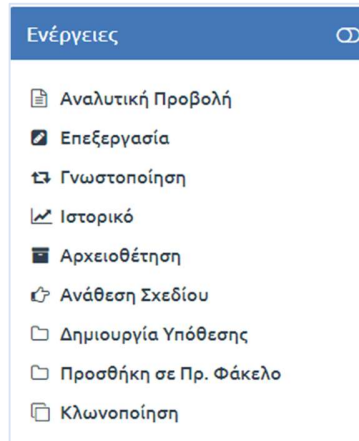 Ενέργειες
Αναλυτική Προβολή
Επεξεργασία
Γνωστοποίηση
Ιστορικό
Αρχειοθέτηση
Ανάθεση Σχεδίου
Δημιουργία Υπόθεσης
Προσθήκη σε Πρ. Φάκελο
Κλωνοποίηση